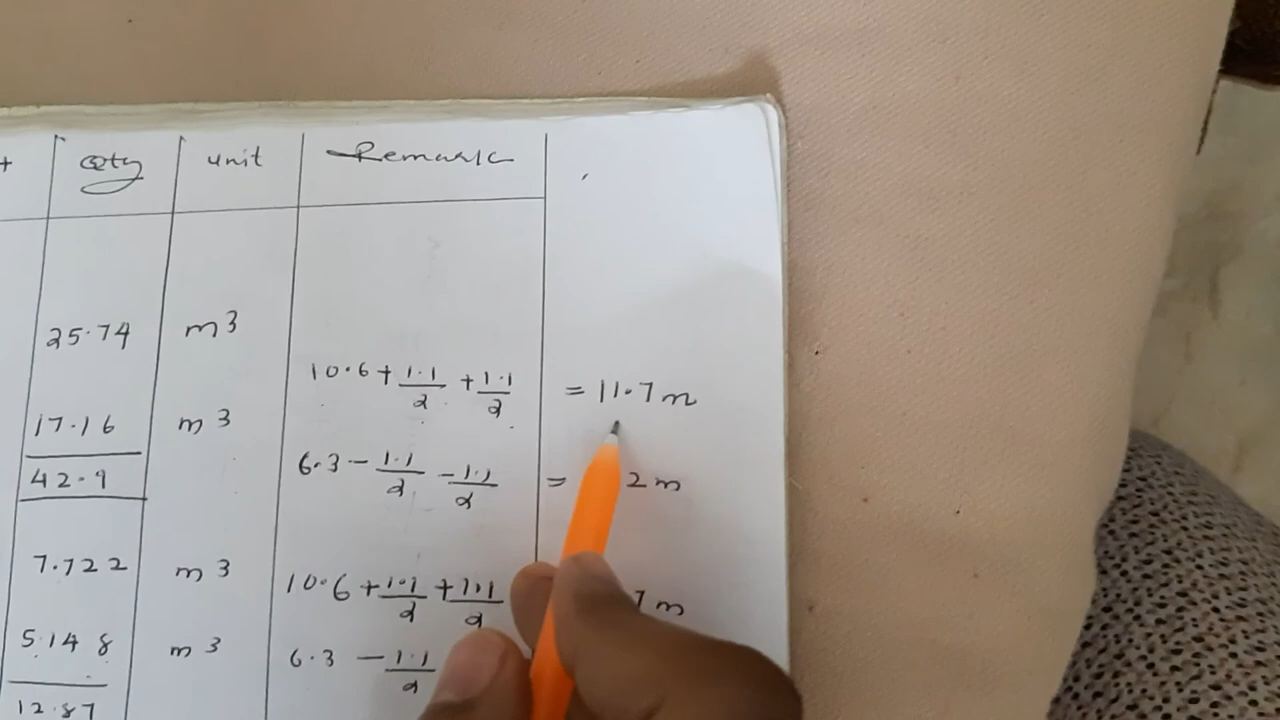 + Qty unit Remark
25.74 m3
10.6 + 1.1/2 + 1.1/2 = 11.7 m
17.16 m3
6.3 - 1.1/2 - 1.1/2 = 2 m
42.9
7.722 m3
10.6 + 1.1/2 + 1.1/2 7 m
5.148 m3
6.3 - 1.1/2
12.87